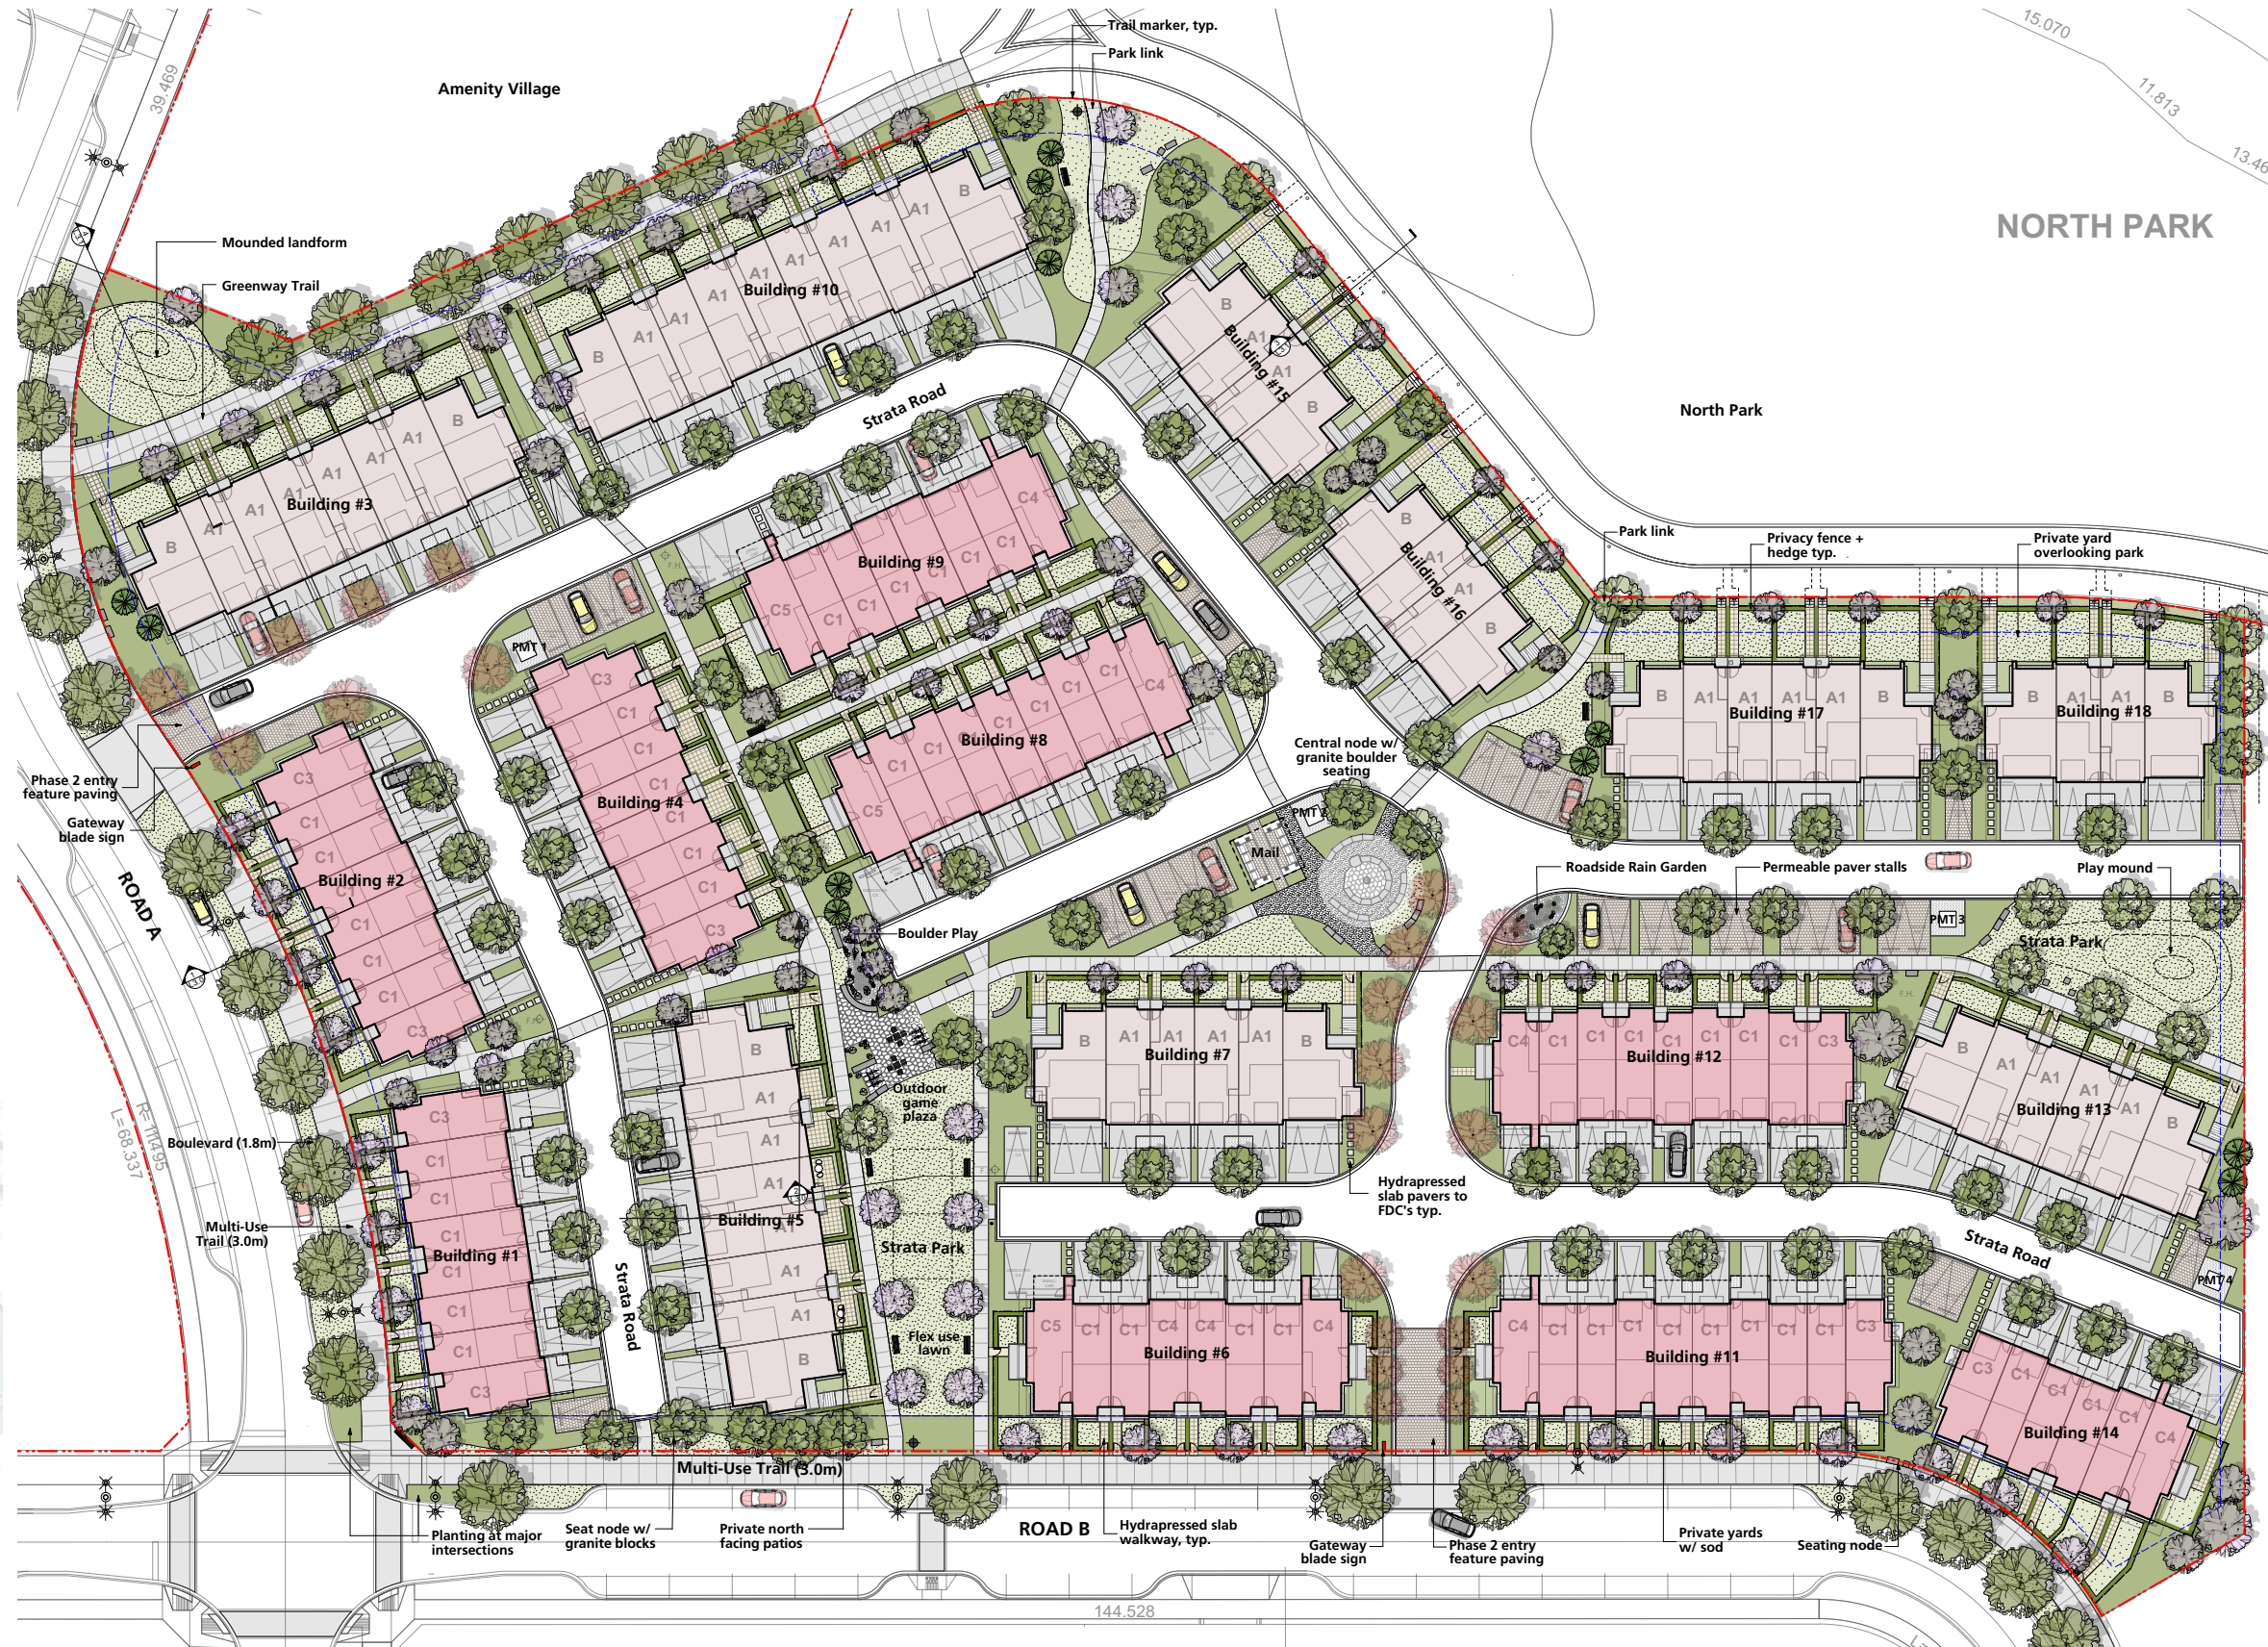 Trail marker, typ.
Park link
15.070
11.813
39.469
Amenity Village
NORTH PARK
Mounded landform
Greenway Trail
B
A1
A1
A1
A1
A1
A1
A1
B
Building #10
B
A1
A1
B
Building #15
North Park
Strata Road
B
A1
A1
A1
A1
A1
A1
B
Building #3
C4
C1
C1
C1
C1
C1
C5
Building #9
B
A1
A1
B
Building #16
Park link
Privacy fence +
hedge typ.
Private yard
overlooking park
PMT 1
F.H.
C3
C1
C1
C1
C1
C1
C1
C3
Building #4
C4
C1
C1
C1
C1
C1
C1
C5
Building #8
B
A1
A1
A1
A1
B
Building #17
B
A1
A1
B
Building #18
Central node w/
granite boulder
seating
Phase 2 entry
feature paving
Gateway
blade sign
C3
C1
C1
C1
C1
C1
C3
Building #2
PMT 2
Mail
ROAD A
Roadside Rain Garden
Permeable paver stalls
Play mound
Boulder Play
PMT 3
Strata Park
F.H.
F.H.
B
A1
A1
A1
A1
B
Building #7
C4
C1
C1
C1
C1
C1
C1
C3
C1
Building #12
B
A1
A1
A1
A1
B
Building #13
Outdoor
game
plaza
B
A1
A1
A1
A1
A1
A1
B
Building #5
L= 68.337
Boulevard (1.8m)
Multi-Use
Trail (3.0m)
C3
C1
C1
C1
C1
C1
C1
C3
Building #1
Strata Road
Hydrapressed
slab pavers to
FDC's typ.
Strata Park
Strata Road
PMT 4
Flex use
lawn
C5
C1
C1
C4
C4
C1
C1
C4
Building #6
C4
C1
C1
C1
C1
C1
C1
C1
C3
Building #11
C3
C1
C1
C1
C1
C4
Building #14
Multi-Use Trail (3.0m)
Planting at major
intersections
Seat node w/
granite blocks
Private north
facing patios
ROAD B
Hydrapressed slab
walkway, typ.
Gateway
blade sign
Phase 2 entry
feature paving
Private yards
w/ sod
Seating node
144.528